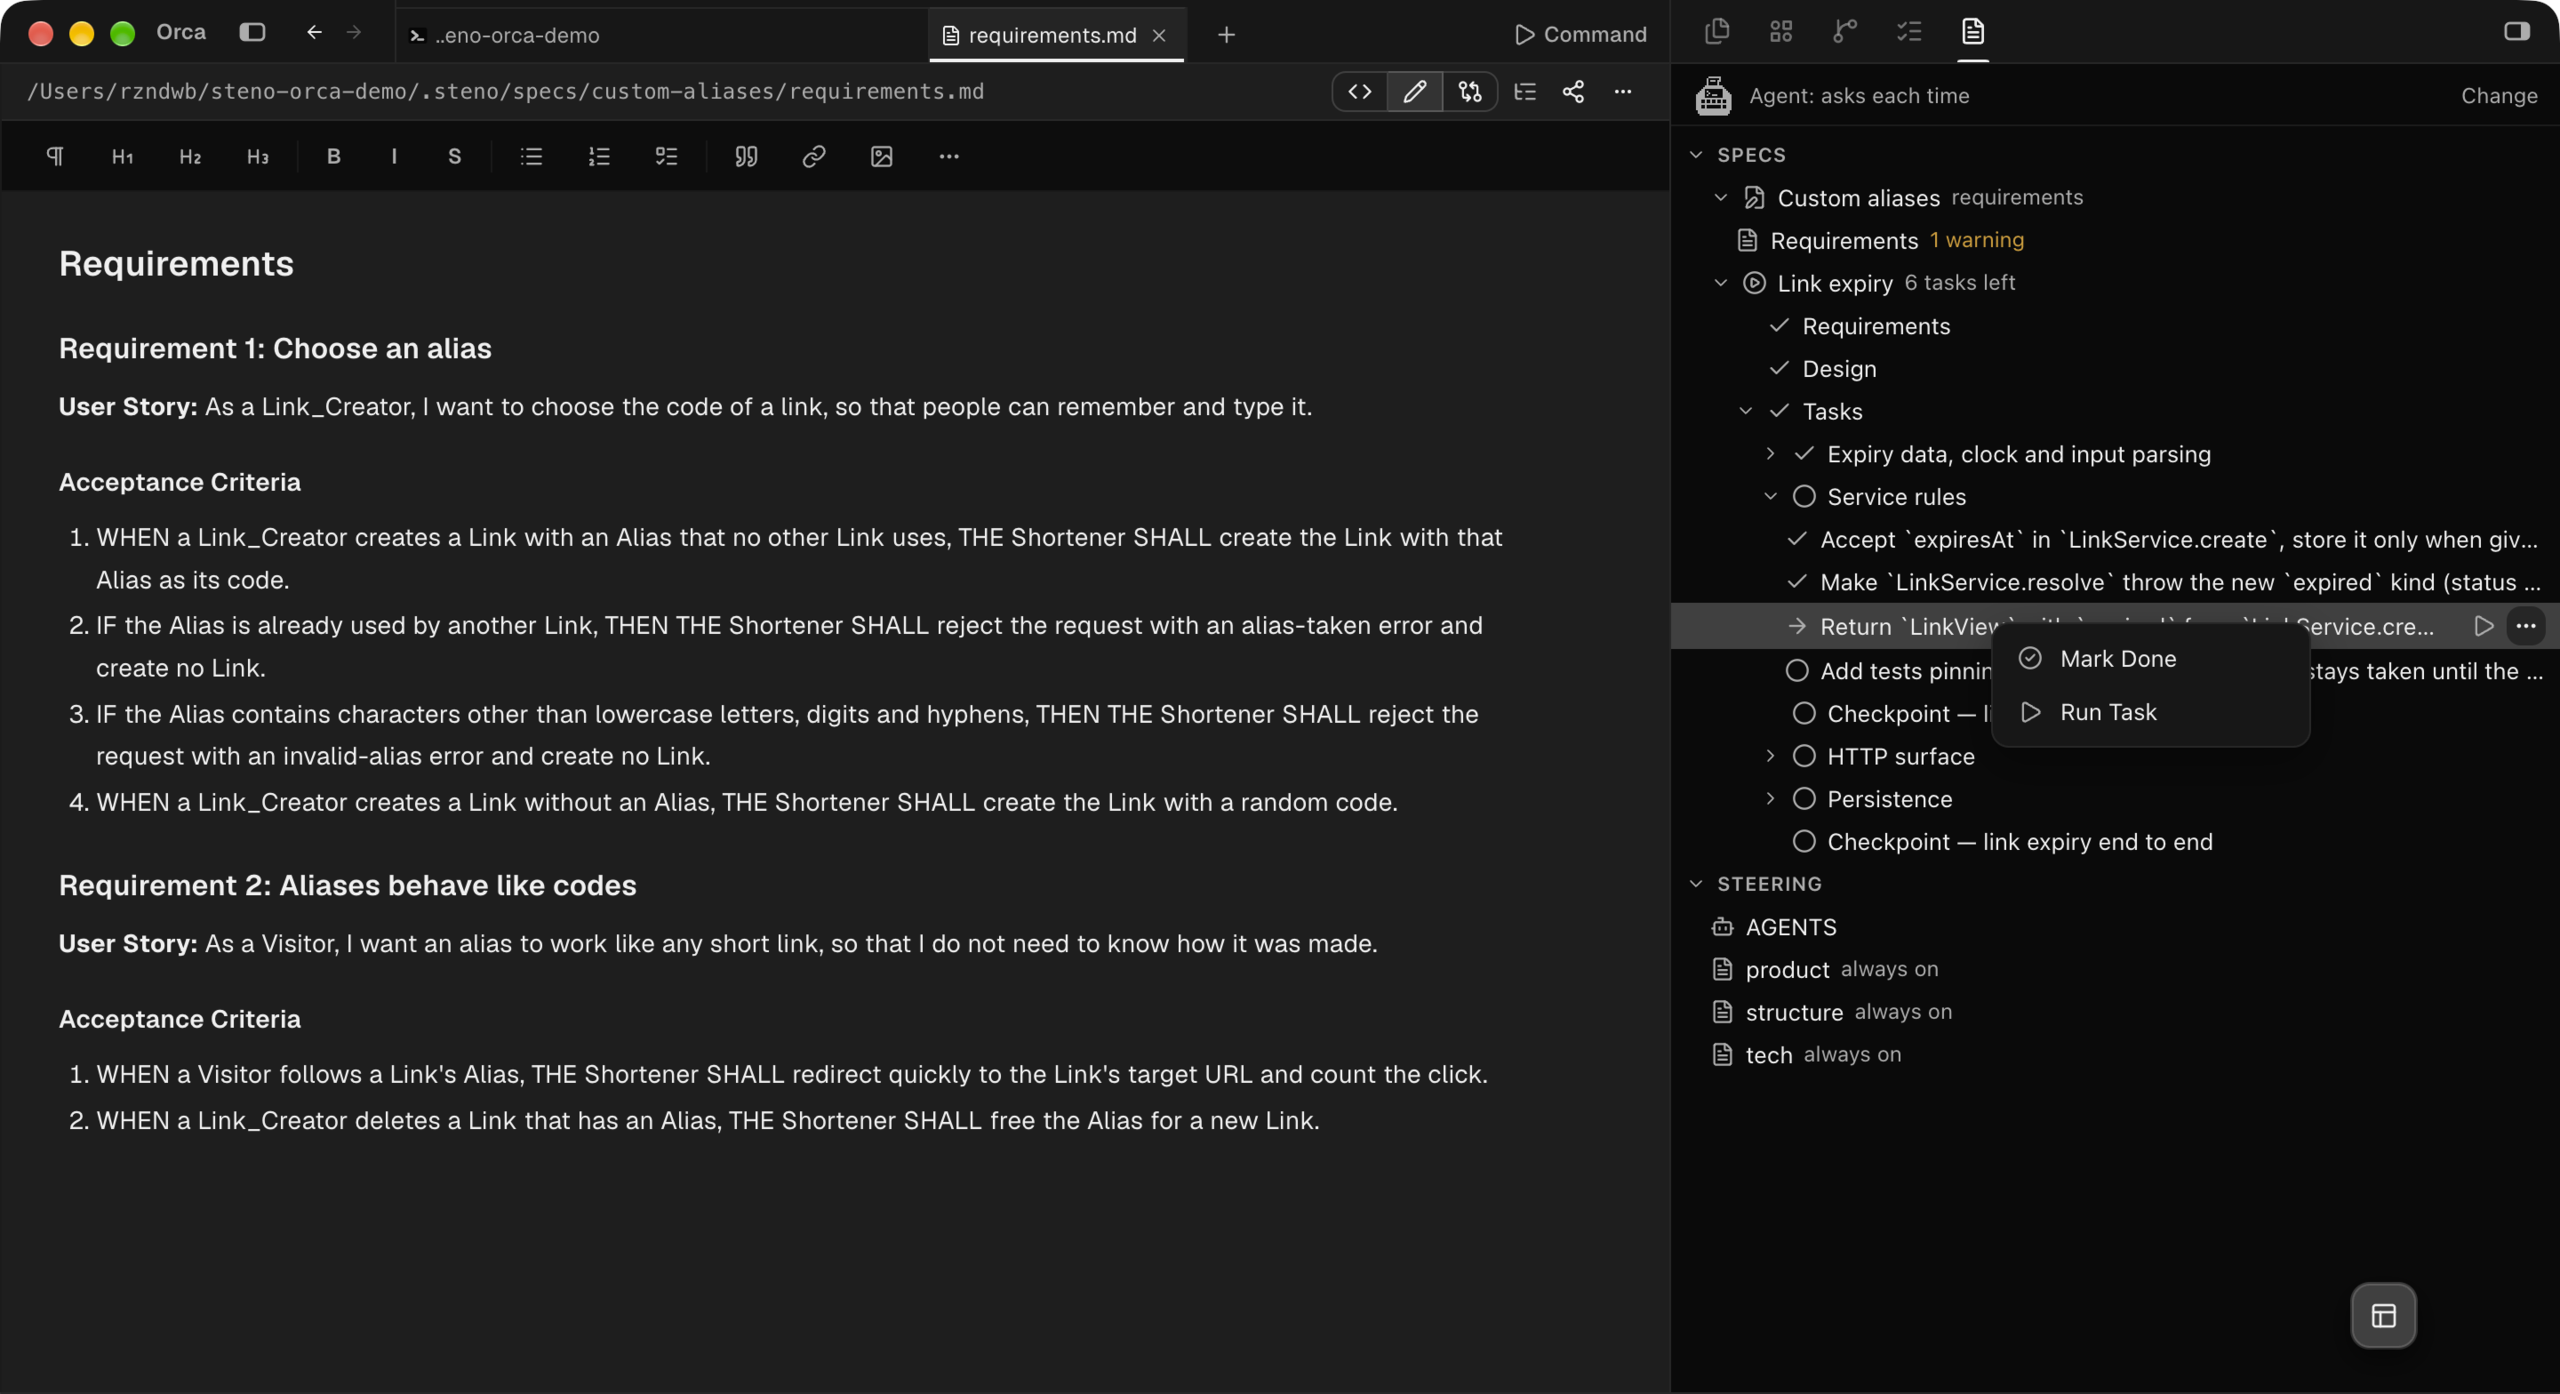 Orca
..eno-orca-demo
requirements.md
Command
/Users/rzndwb/steno-orca-demo/.steno/specs/custom-aliases/requirements.md
H1 H2 H3 B I S
Requirements
Requirement 1: Choose an alias
User Story: As a Link_Creator, I want to choose the code of a link, so that people can remember and type it.
Acceptance Criteria
1. WHEN a Link_Creator creates a Link with an Alias that no other Link uses, THE Shortener SHALL create the Link with that
Alias as its code.
2. IF the Alias is already used by another Link, THEN THE Shortener SHALL reject the request with an alias-taken error and
create no Link.
3. IF the Alias contains characters other than lowercase letters, digits and hyphens, THEN THE Shortener SHALL reject the
request with an invalid-alias error and create no Link.
4. WHEN a Link_Creator creates a Link without an Alias, THE Shortener SHALL create the Link with a random code.
Requirement 2: Aliases behave like codes
User Story: As a Visitor, I want an alias to work like any short link, so that I do not need to know how it was made.
Acceptance Criteria
1. WHEN a Visitor follows a Link's Alias, THE Shortener SHALL redirect quickly to the Link's target URL and count the click.
2. WHEN a Link_Creator deletes a Link that has an Alias, THE Shortener SHALL free the Alias for a new Link.
Agent: asks each time
Change
SPECS
Custom aliases requirements
Requirements 1 warning
Link expiry 6 tasks left
Requirements
Design
Tasks
Expiry data, clock and input parsing
Service rules
Accept `expiresAt` in `LinkService.create`, store it only when giv...
Make `LinkService.resolve` throw the new `expired` kind (status ...
Return `LinkView` Service.cre...
Mark Done
Add tests pinnin stays taken until the ...
Run Task
Checkpoint — li
HTTP surface
Persistence
Checkpoint — link expiry end to end
STEERING
AGENTS
product always on
structure always on
tech always on